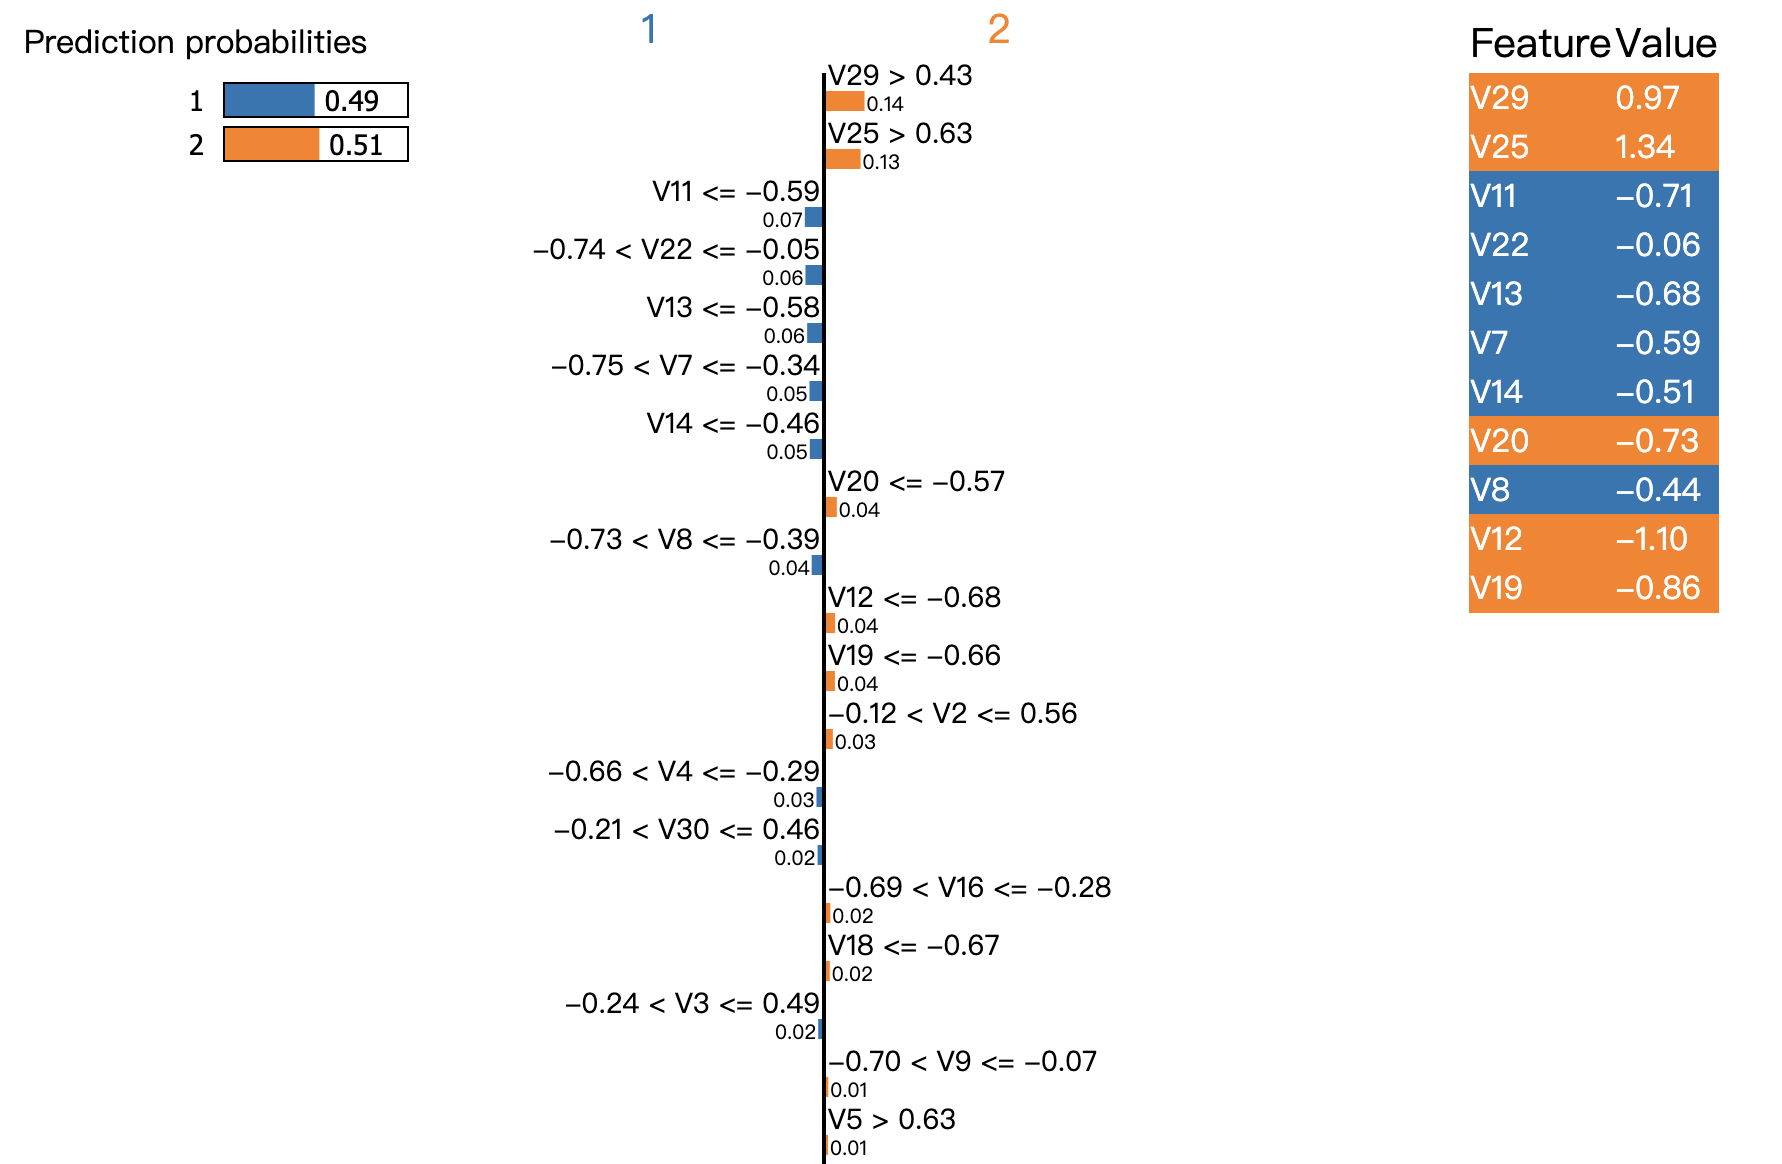 Prediction probabilities
1 0.49
2 0.51
1 2
V29 > 0.43
0.14
V25 > 0.63
0.13
V11 <= −0.59
0.07
−0.74 < V22 <= −0.05
0.06
V13 <= −0.58
0.06
−0.75 < V7 <= −0.34
0.05
V14 <= −0.46
0.05
V20 <= −0.57
0.04
−0.73 < V8 <= −0.39
0.04
V12 <= −0.68
0.04
V19 <= −0.66
0.04
−0.12 < V2 <= 0.56
0.03
−0.66 < V4 <= −0.29
0.03
−0.21 < V30 <= 0.46
0.02
−0.69 < V16 <= −0.28
0.02
V18 <= −0.67
0.02
−0.24 < V3 <= 0.49
0.02
−0.70 < V9 <= −0.07
0.01
V5 > 0.63
0.01
Feature Value
V29 0.97
V25 1.34
V11 −0.71
V22 −0.06
V13 −0.68
V7 −0.59
V14 −0.51
V20 −0.73
V8 −0.44
V12 −1.10
V19 −0.86